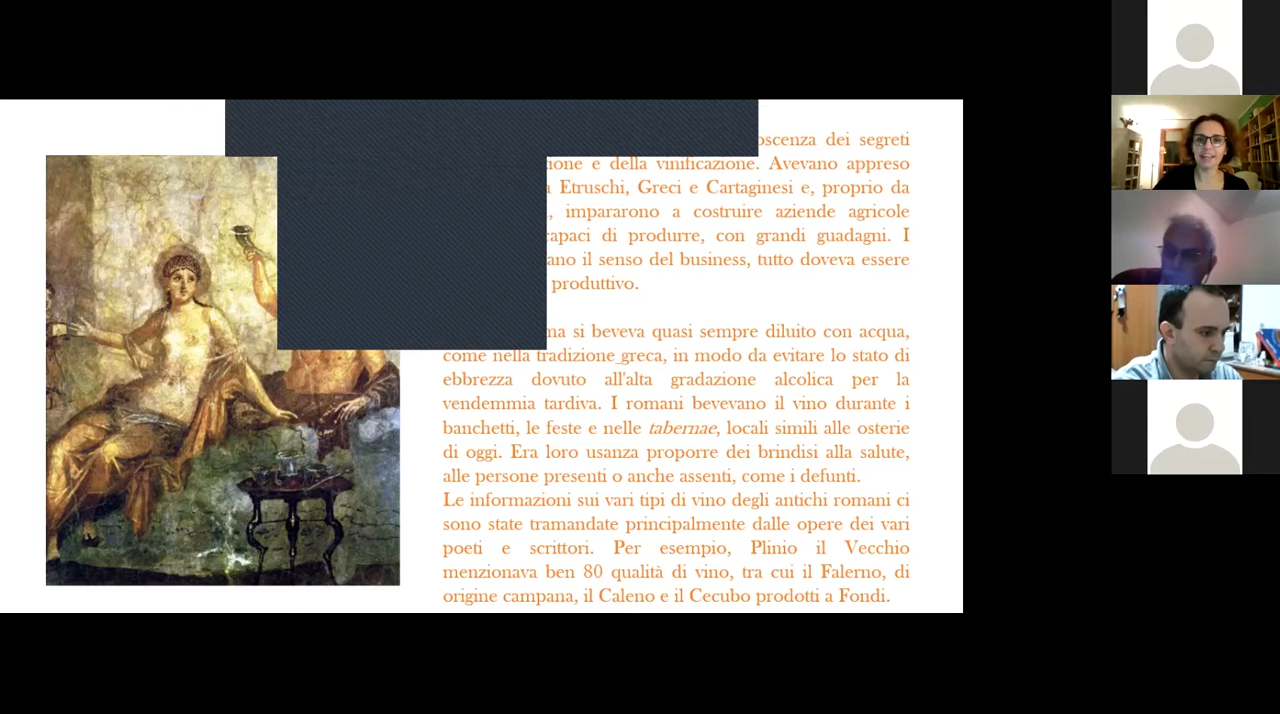 dei segreti
e della vinificazione. Avevano appreso
Etruschi, Greci e Cartaginesi e, proprio da
, impararono a costruire aziende agricole
di produrre, con grandi guadagni. I
il senso del business, tutto doveva essere
produttivo.
si beveva quasi sempre diluito con acqua,
come nella tradizione greca, in modo da evitare lo stato di
ebbrezza dovuto all'alta gradazione alcolica per la
vendemmia tardiva. I romani bevevano il vino durante i
banchetti, le feste e nelle tabernae, locali simili alle osterie
di oggi. Era loro usanza proporre dei brindisi alla salute,
alle persone presenti o anche assenti, come i defunti.
Le informazioni sui vari tipi di vino degli antichi romani ci
sono state tramandate principalmente dalle opere dei vari
poeti e scrittori. Per esempio, Plinio il Vecchio
menzionava ben 80 qualità di vino, tra cui il Falerno, di
origine campana, il Caleno e il Cecubo prodotti a Fondi.